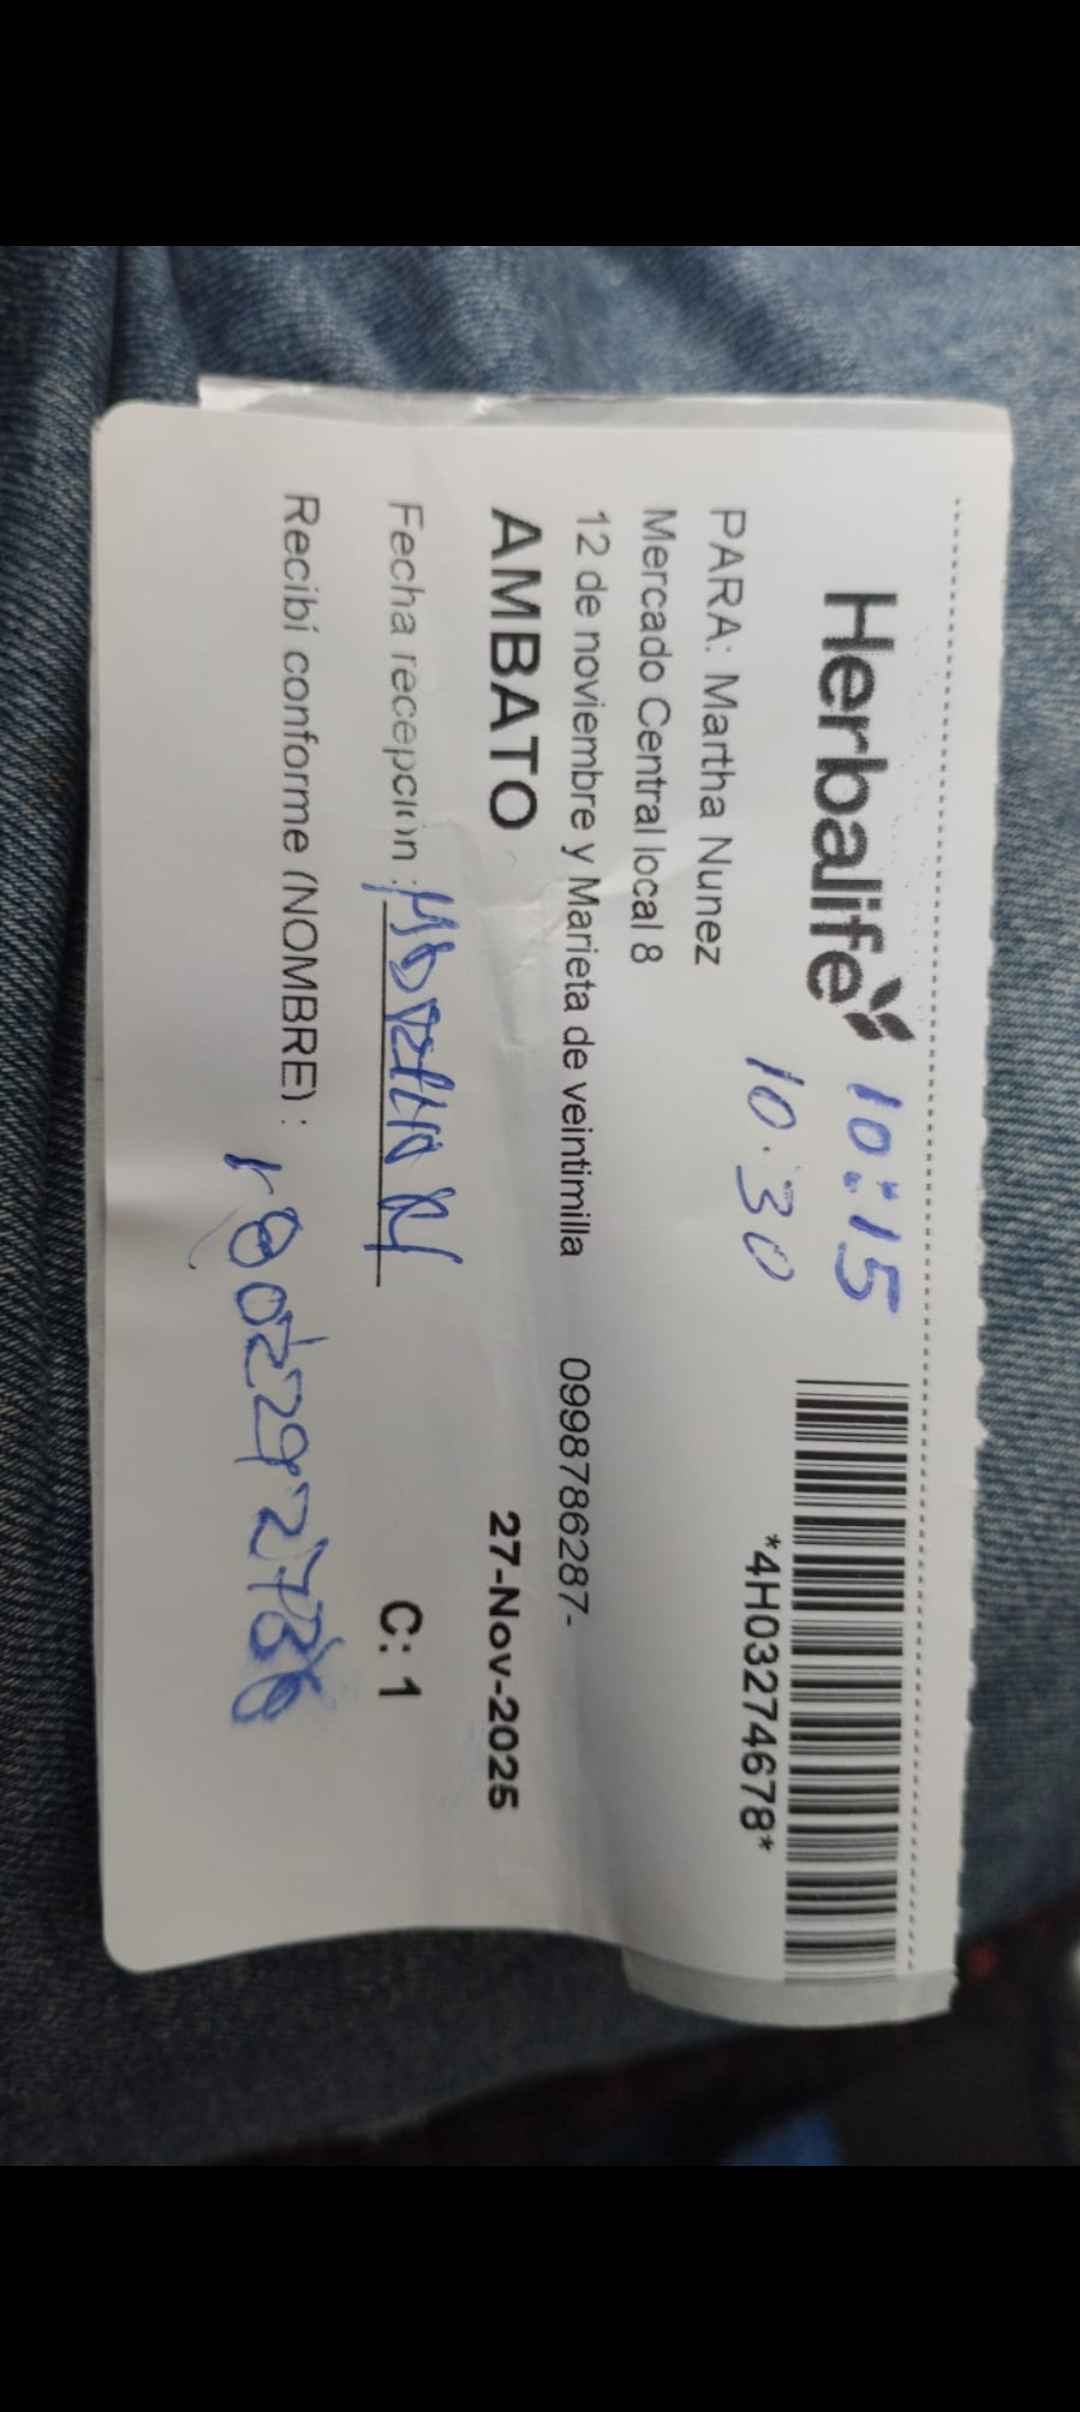 Herbalife 10:15
10.30
*4H03274678*
PARA: Martha Nunez
Mercado Central local 8
12 de noviembre y Marieta de veintimilla 0998786287-
AMBATO 27-Nov-2025
Fecha recepción : C: 1
Recibí conforme (NOMBRE) :